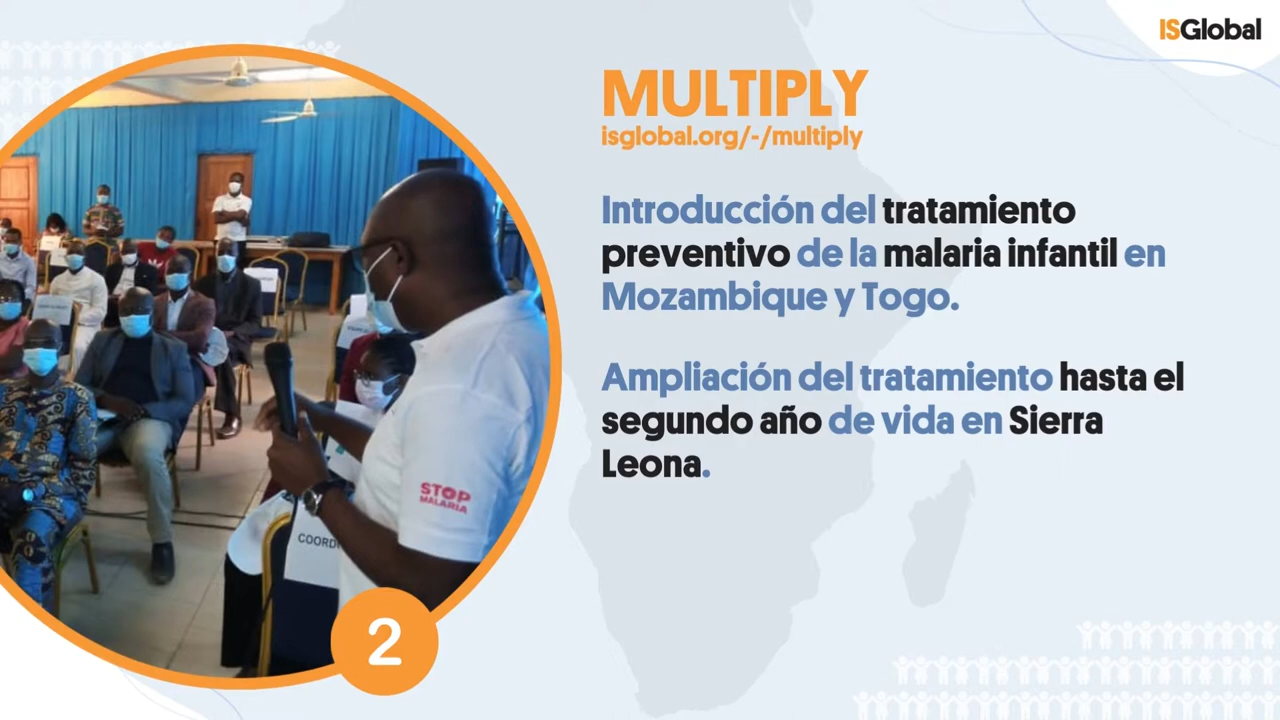 ISGlobal
MULTIPLY
isglobal.org/-/multiply
Introducción del tratamiento
preventivo de la malaria infantil en
Mozambique y Togo.
Ampliación del tratamiento hasta el
segundo año de vida en Sierra
Leona.
STOP
MALARIA
2